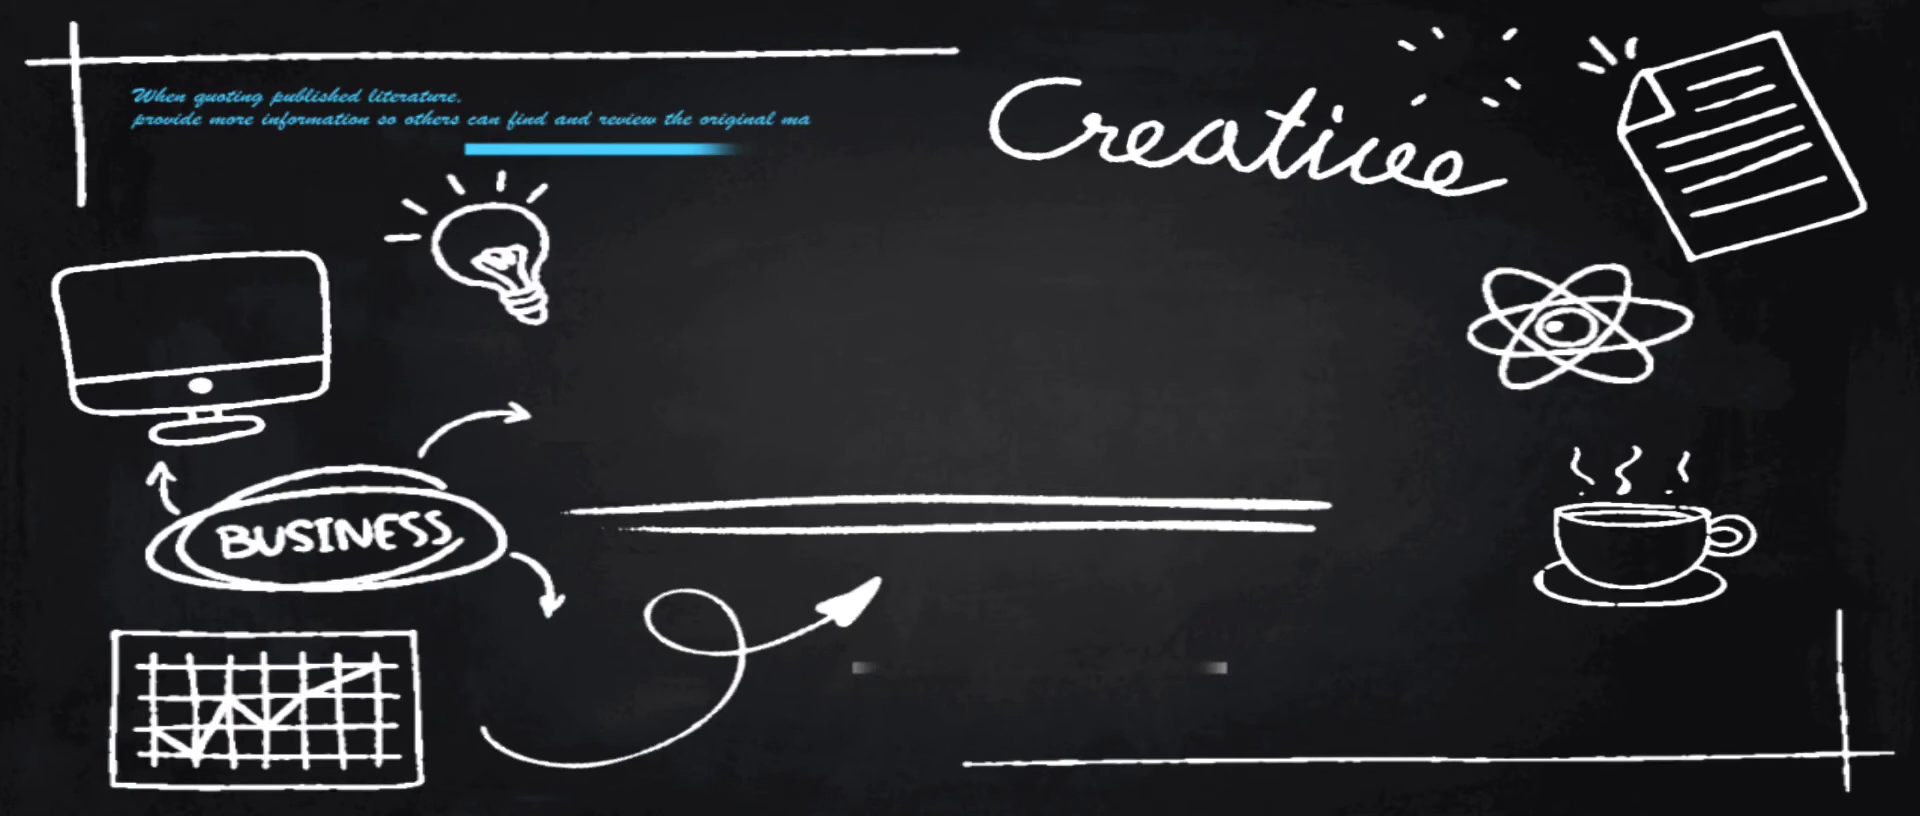 When quoting published literature.
provide more information so others can find and review the original ma
Creative
BUSINESS